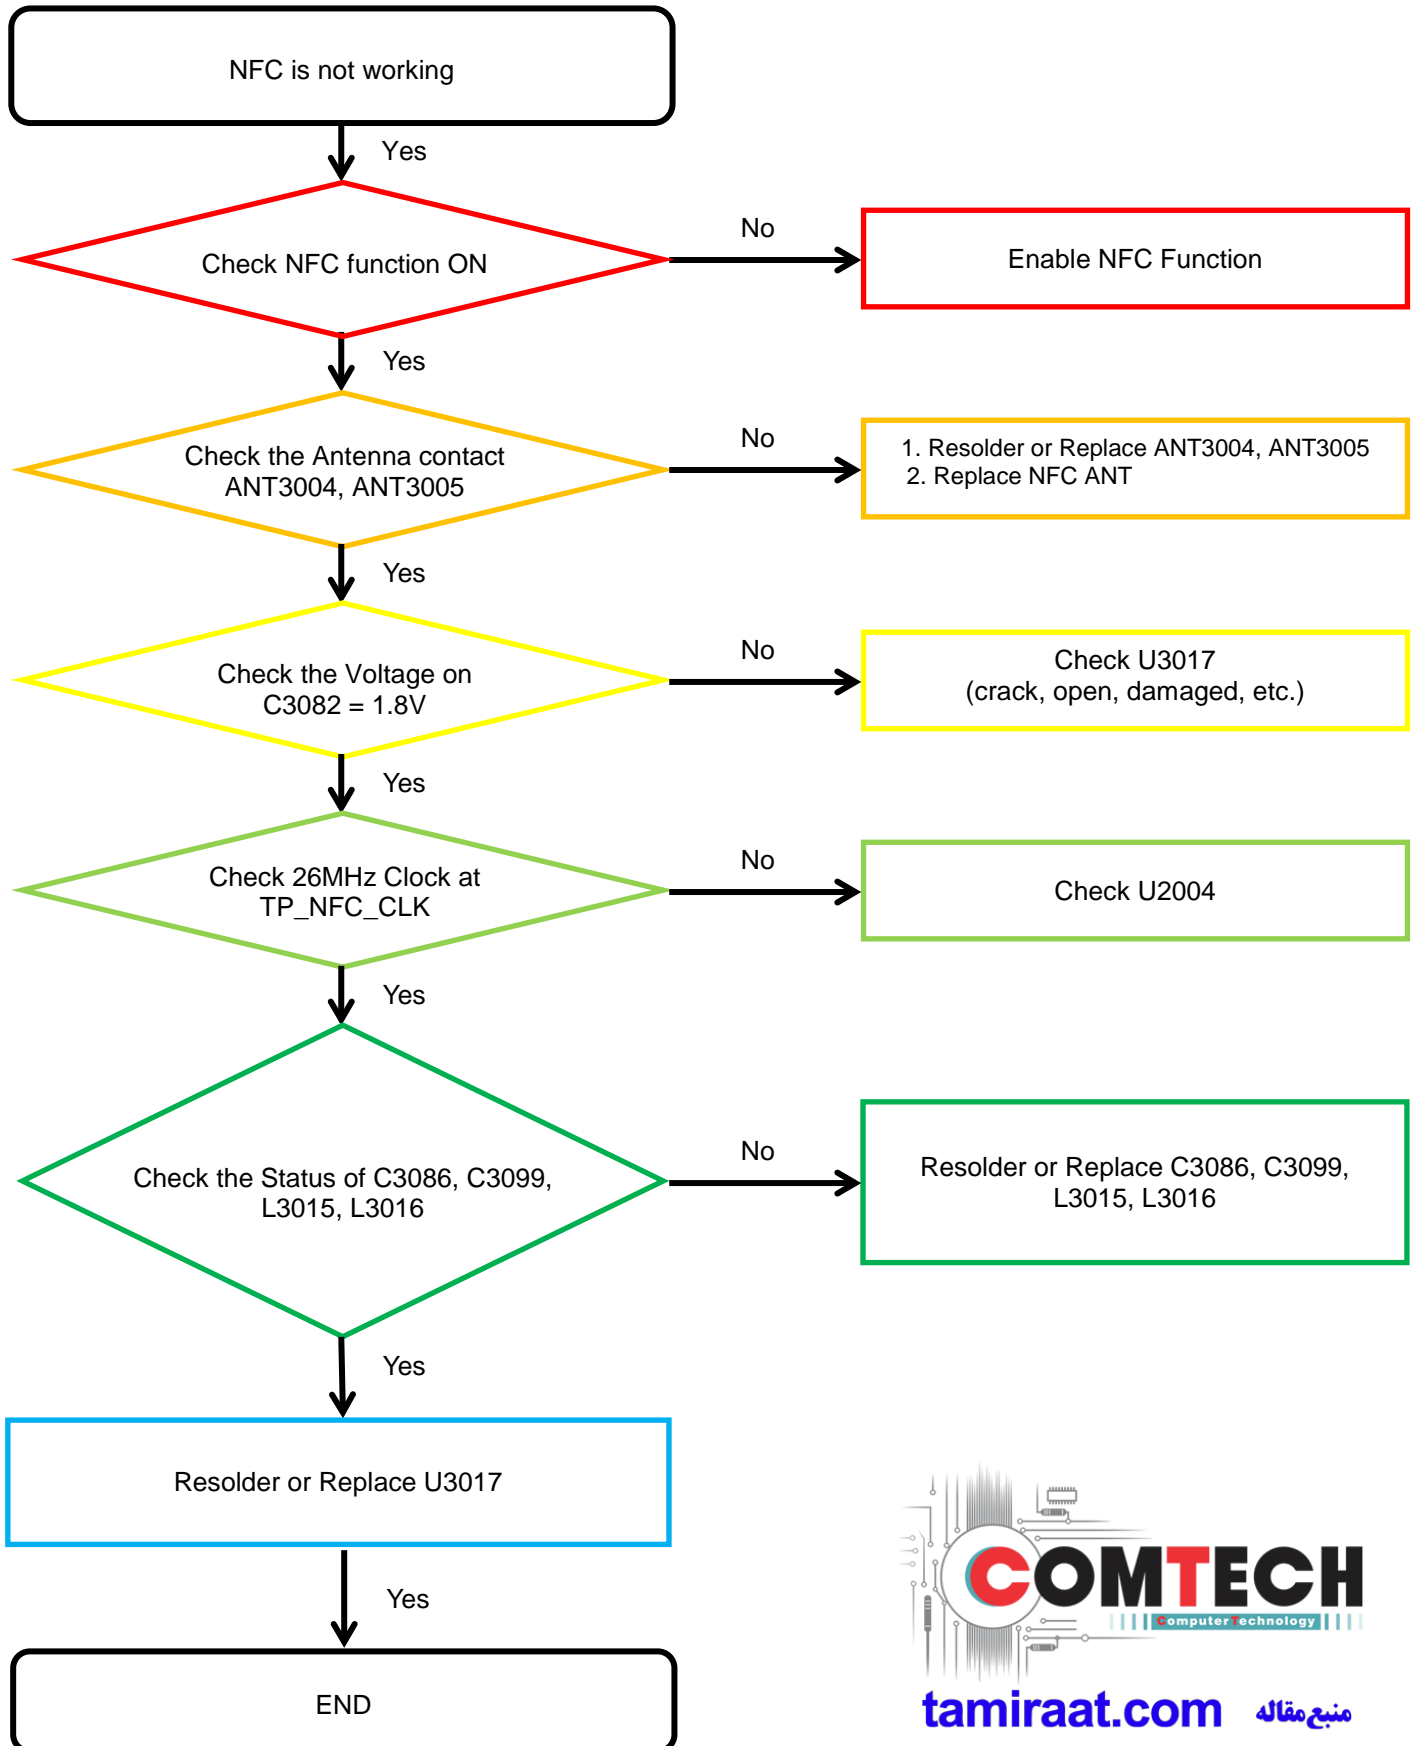 NFC is not working
Yes
Check NFC function ON
No
Enable NFC Function
Yes
Check the Antenna contact
ANT3004, ANT3005
No
1. Resolder or Replace ANT3004, ANT3005
2. Replace NFC ANT
Yes
Check the Voltage on
C3082 = 1.8V
No
Check U3017
(crack, open, damaged, etc.)
Yes
Check 26MHz Clock at
TP_NFC_CLK
No
Check U2004
Yes
Check the Status of C3086, C3099,
L3015, L3016
No
Resolder or Replace C3086, C3099,
L3015, L3016
Yes
Resolder or Replace U3017
Yes
END
COMTECH
Computer Technology
tamiraat.com منبع مقاله